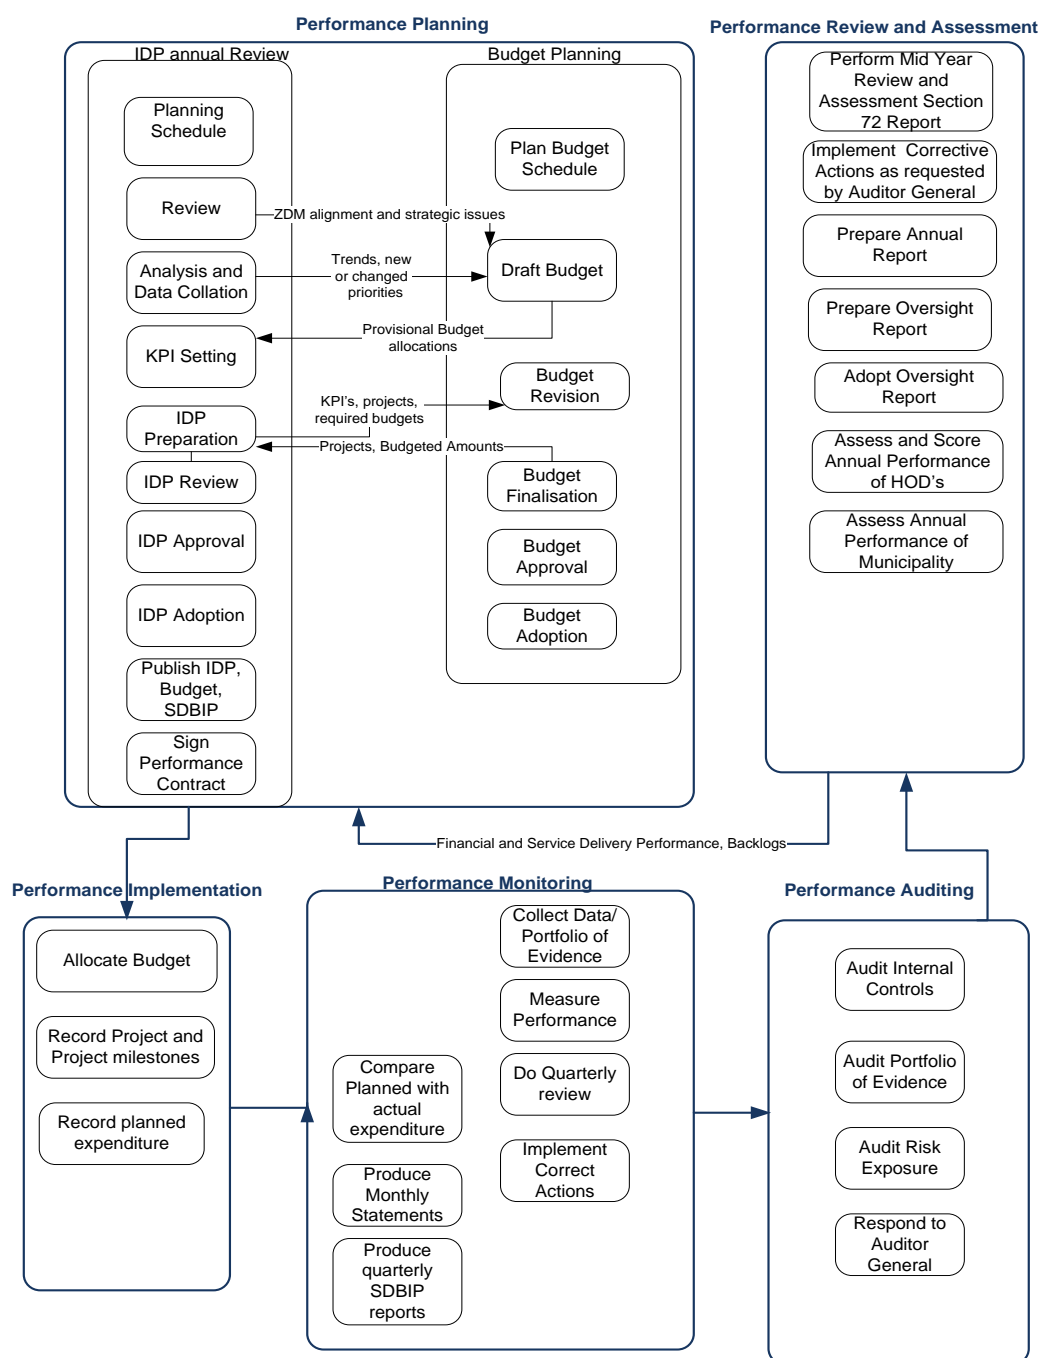 Performance Planning
IDP annual Review
Planning
Schedule
Review
Analysis and
Data Collation
KPI Setting
IDP
Preparation
IDP Review
IDP Approval
IDP Adoption
Publish IDP,
Budget,
SDBIP
Sign
Performance
Contract
ZDM alignment and strategic issues
Trends, new
or changed
priorities
Provisional Budget
allocations
KPI's, projects,
required budgets
Projects, Budgeted Amounts
Budget Planning
Plan Budget
Schedule
Draft Budget
Budget
Revision
Budget
Finalisation
Budget
Approval
Budget
Adoption
Performance Review and Assessment
Perform Mid Year
Review and
Assessment Section
72 Report
Implement Corrective
Actions as requested
by Auditor General
Prepare Annual
Report
Prepare Oversight
Report
Adopt Oversight
Report
Assess and Score
Annual Performance
of HOD's
Assess Annual
Performance of
Municipality
Financial and Service Delivery Performance, Backlogs
Performance Implementation
Allocate Budget
Record Project and
Project milestones
Record planned
expenditure
Performance Monitoring
Compare
Planned with
actual
expenditure
Produce
Monthly
Statements
Produce
quarterly
SDBIP
reports
Collect Data/
Portfolio of
Evidence
Measure
Performance
Do Quarterly
review
Implement
Correct
Actions
Performance Auditing
Audit Internal
Controls
Audit Portfolio
of Evidence
Audit Risk
Exposure
Respond to
Auditor
General